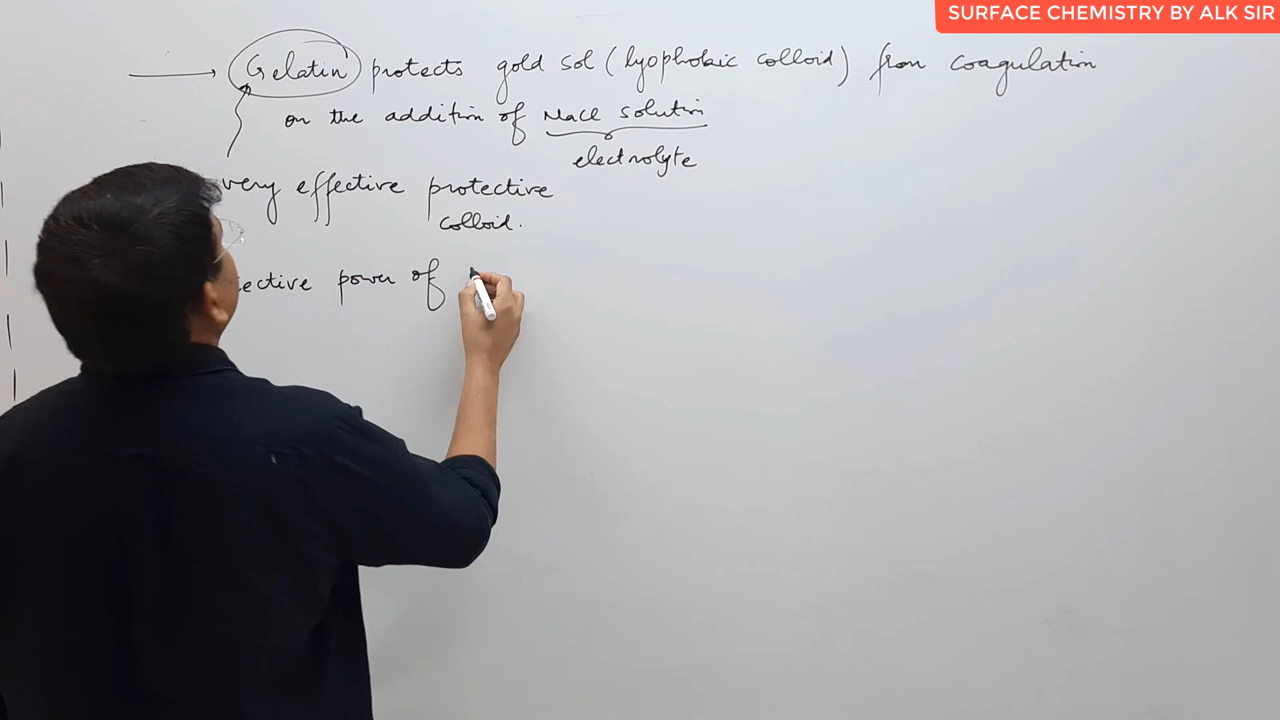 SURFACE CHEMISTRY BY ALK SIR
Gelatin protects gold sol (lyophobic colloid) from coagulation
on the addition of NaCl solution
electrolyte
very effective protective
colloid.
ective power of